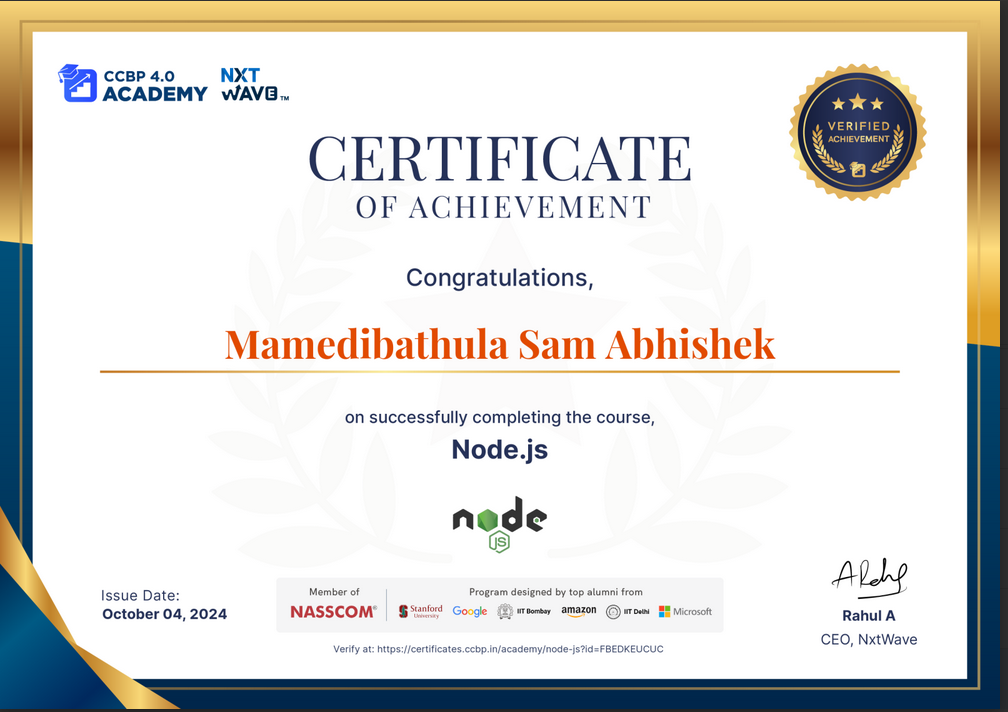 CCBP 4.0
ACADEMY
NXT
WAVE™
VERIFIED
ACHIEVEMENT
CERTIFICATE
OF ACHIEVEMENT
Congratulations,
Mamedibathula Sam Abhishek
on successfully completing the course,
Node.js
node
JS
Issue Date:
October 04, 2024
Member of
NASSCOM®
Program designed by top alumni from
Stanford University
Google
IIT Bombay
amazon
IIT Delhi
Microsoft
Verify at: https://certificates.ccbp.in/academy/node-js?id=FBEDKEUCUC
Rahul A
CEO, NxtWave